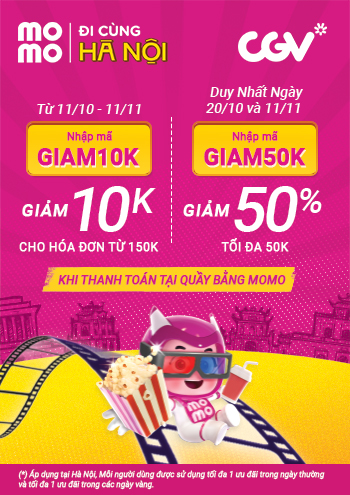 mo
mo
ĐI CÙNG
HÀ NỘI
CGV*
Từ 11/10 - 11/11
Nhập mã
GIAM10K
GIẢM 10K
CHO HÓA ĐƠN TỪ 150K
Duy Nhất Ngày
20/10 và 11/11
Nhập mã
GIAM50K
GIẢM 50%
TỐI ĐA 50K
KHI THANH TOÁN TẠI QUẦY BẰNG MOMO
mo
mo
(*) Áp dụng tại Hà Nội, Mỗi người dùng được sử dụng tối đa 1 ưu đãi trong ngày thường
và tối đa 1 ưu đãi trong các ngày vàng.